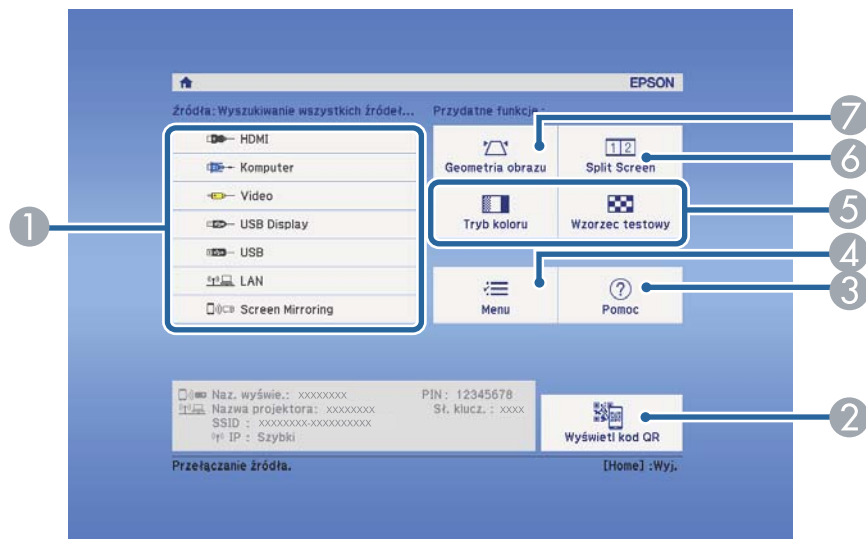 EPSON
źródła: Wyszukiwanie wszystkich źródeł...
Przydatne funkcje :
HDMI
Komputer
Video
USB Display
USB
LAN
Screen Mirroring
1
Geometria obrazu
7
Split Screen
6
Tryb koloru
Wzorzec testowy
5
Menu
4
Pomoc
3
Naz. wyświe.: xxxxxxxx
PIN : 12345678
Nazwa projektora: xxxxxxxx
Sł. klucz. : xxxx
SSID : xxxxxxxx-xxxxxxxxxx
IP : Szybki
Wyświetl kod QR
2
Przełączanie źródła.
[Home] :Wyj.